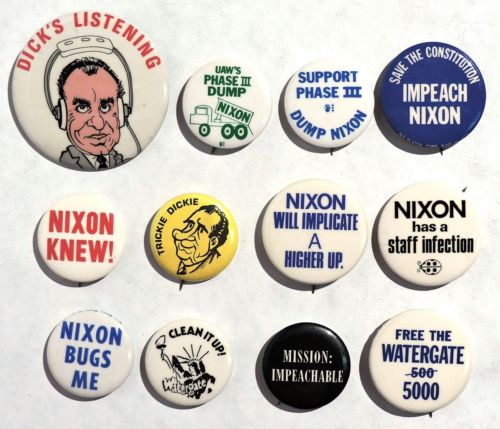 DICK'S LISTENING
UAW'S
PHASE III
DUMP
NIXON
SUPPORT
PHASE III
DUMP NIXON
SAVE THE CONSTITUTION
IMPEACH
NIXON
NIXON
KNEW!
TRICKIE DICKIE
NIXON
WILL IMPLICATE
A
HIGHER UP.
NIXON
has a
staff infection
NIXON
BUGS
ME
CLEAN IT UP!
Watergate
MISSION:
IMPEACHABLE
FREE THE
WATERGATE
500
5000